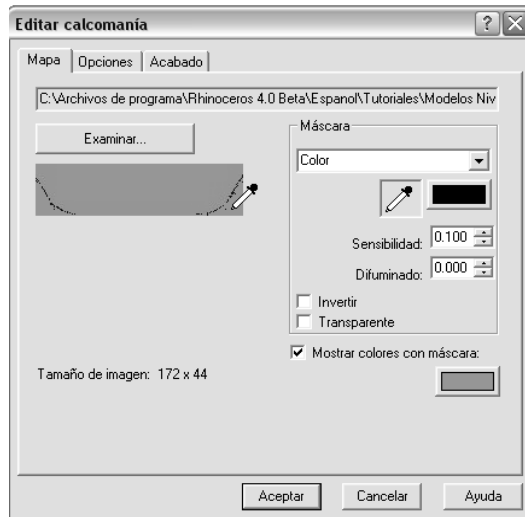 Editar calcomanía
Mapa Opciones Acabado
C:\Archivos de programa\Rhinoceros 4.0 Beta\Espanol\Tutoriales\Modelos Niv
Examinar...
Máscara
Color
Sensibilidad: 0.100
Difuminado: 0.000
Invertir
Transparente
Mostrar colores con máscara:
Tamaño de imagen: 172 x 44
Aceptar Cancelar Ayuda